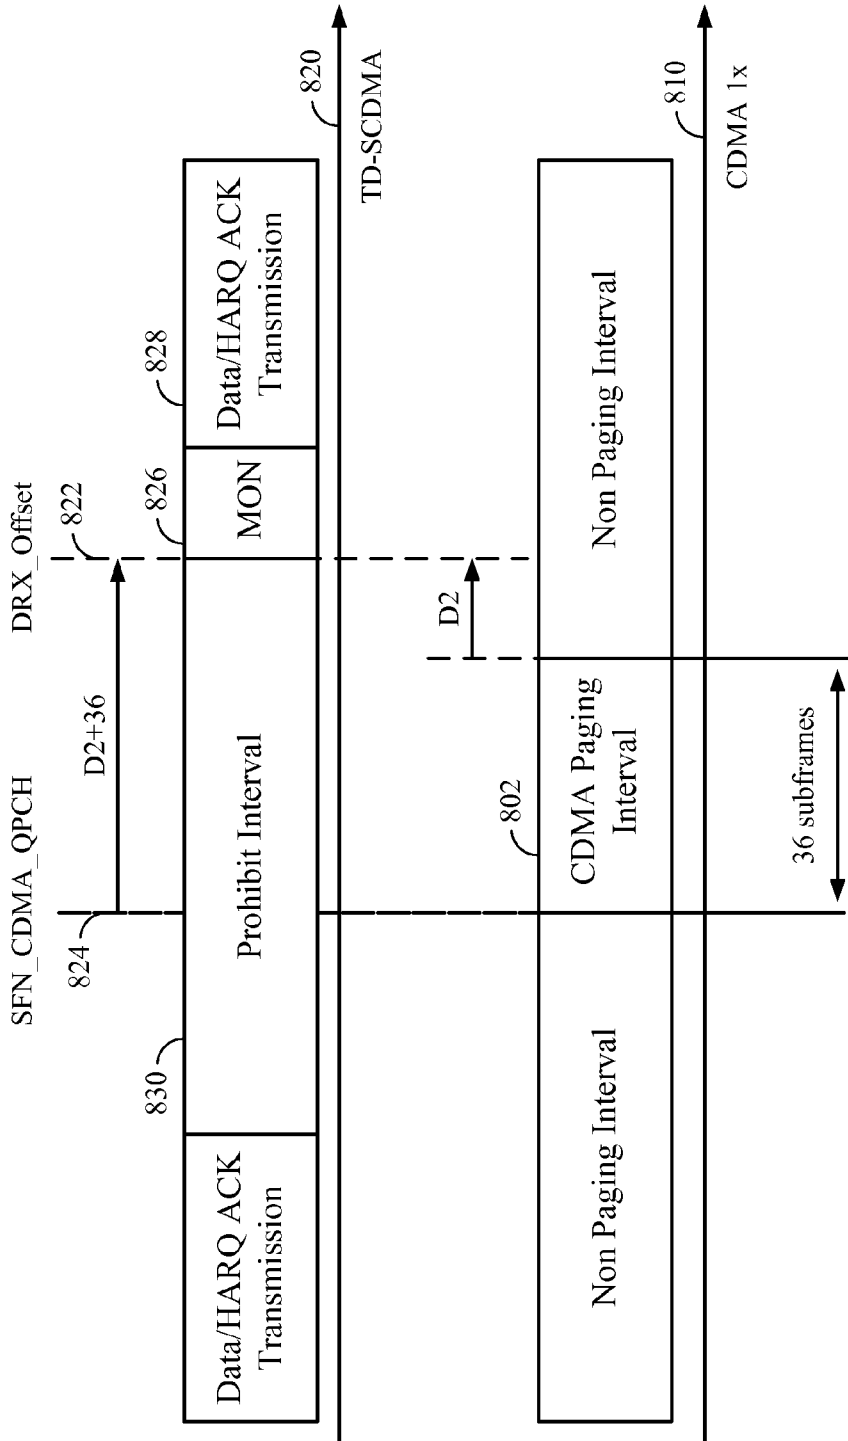 SFN_CDMA_QPCH
DRX_Offset
824
D2+36
822
830
826
828
Data/HARQ ACK
Transmission
Prohibit Interval
MON
Data/HARQ ACK
Transmission
820
TD-SCDMA
D2
802
Non Paging Interval
CDMA Paging
Interval
Non Paging Interval
810
CDMA 1x
36 subframes